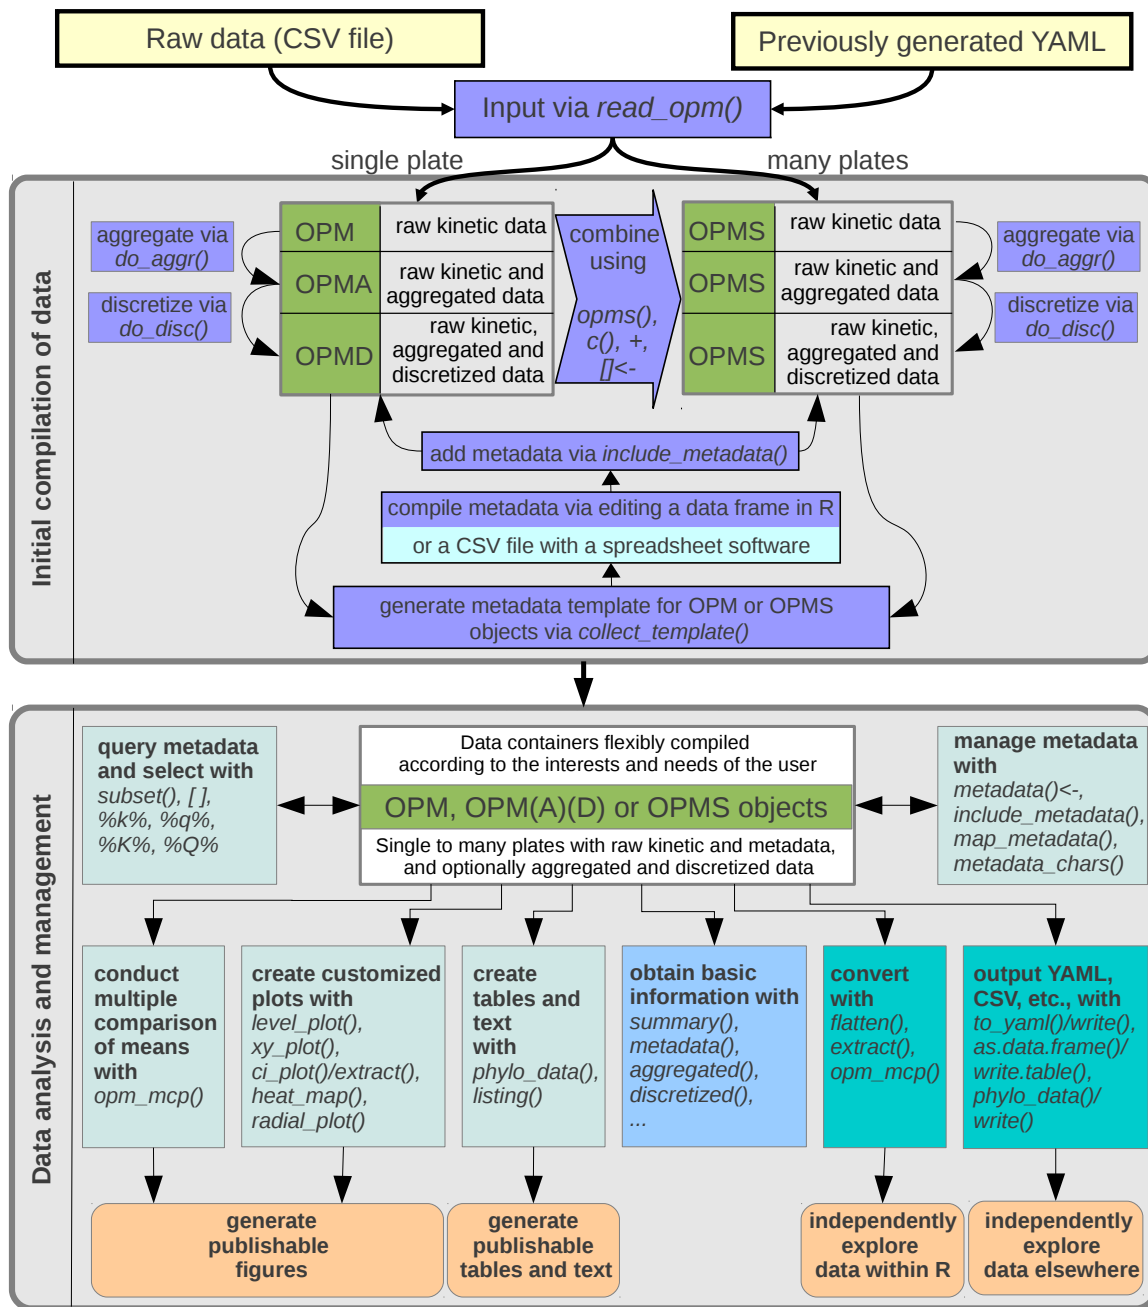 Raw data (CSV file)
Previously generated YAML
Input via read_opm()
single plate
many plates
Initial compilation of data
aggregate via
do_aggr()
discretize via
do_disc()
OPM
raw kinetic data
OPMA
raw kinetic and
aggregated data
OPMD
raw kinetic,
aggregated and
discretized data
combine
using
opms(),
c(), +,
[]<-
OPMS
raw kinetic data
OPMS
raw kinetic and
aggregated data
OPMS
raw kinetic,
aggregated and
discretized data
aggregate via
do_aggr()
discretize via
do_disc()
add metadata via include_metadata()
compile metadata via editing a data frame in R
or a CSV file with a spreadsheet software
generate metadata template for OPM or OPMS
objects via collect_template()
Data analysis and management
query metadata
and select with
subset(), [ ],
%k%, %q%,
%K%, %Q%
Data containers flexibly compiled
according to the interests and needs of the user
OPM, OPM(A)(D) or OPMS objects
Single to many plates with raw kinetic and metadata,
and optionally aggregated and discretized data
manage metadata
with
metadata()<-,
include_metadata(),
map_metadata(),
metadata_chars()
conduct
multiple
comparison
of means
with
opm_mcp()
create customized
plots with
level_plot(),
xy_plot(),
ci_plot()/extract(),
heat_map(),
radial_plot()
create
tables and
text
with
phylo_data(),
listing()
obtain basic
information with
summary(),
metadata(),
aggregated(),
discretized(),
...
convert
with
flatten(),
extract(),
opm_mcp()
output YAML,
CSV, etc., with
to_yaml()/write(),
as.data.frame()/
write.table(),
phylo_data()/
write()
generate
publishable
figures
generate
publishable
tables and text
independently
explore
data within R
independently
explore
data elsewhere